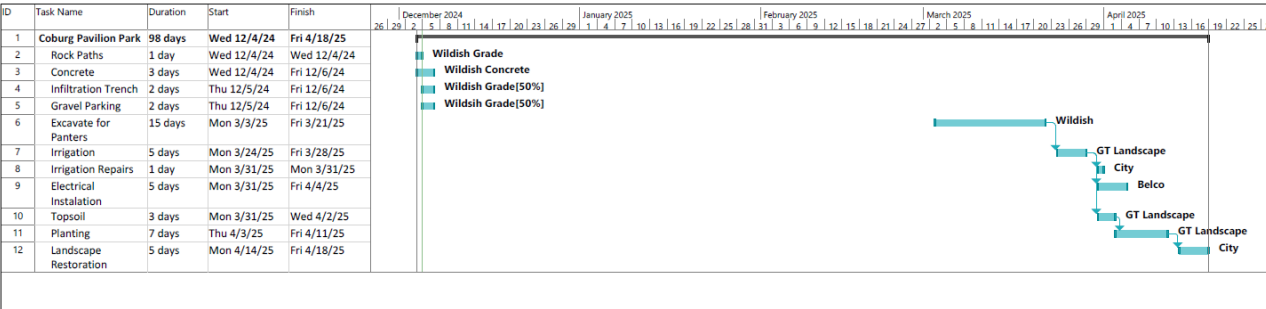 ID Task Name Duration Start Finish
December 2024 January 2025 February 2025 March 2025 April 2025
26 29 2 5 8 11 14 17 20 23 26 29 1 4 7 10 13 16 19 22 25 28 31 3 6 9 12 15 18 21 24 27 2 5 8 11 14 17 20 23 26 29 1 4 7 10 13 16 19 22 25
1 Coburg Pavilion Park 98 days Wed 12/4/24 Fri 4/18/25
2 Rock Paths 1 day Wed 12/4/24 Wed 12/4/24 Wildish Grade
3 Concrete 3 days Wed 12/4/24 Fri 12/6/24 Wildish Concrete
4 Infiltration Trench 2 days Thu 12/5/24 Fri 12/6/24 Wildish Grade[50%]
5 Gravel Parking 2 days Thu 12/5/24 Fri 12/6/24 Wildsih Grade[50%]
6 Excavate for 15 days Mon 3/3/25 Fri 3/21/25 Wildish
Panters
7 Irrigation 5 days Mon 3/24/25 Fri 3/28/25 GT Landscape
8 Irrigation Repairs 1 day Mon 3/31/25 Mon 3/31/25 City
9 Electrical 5 days Mon 3/31/25 Fri 4/4/25 Belco
Instalation
10 Topsoil 3 days Mon 3/31/25 Wed 4/2/25 GT Landscape
11 Planting 7 days Thu 4/3/25 Fri 4/11/25 GT Landscape
12 Landscape 5 days Mon 4/14/25 Fri 4/18/25 City
Restoration